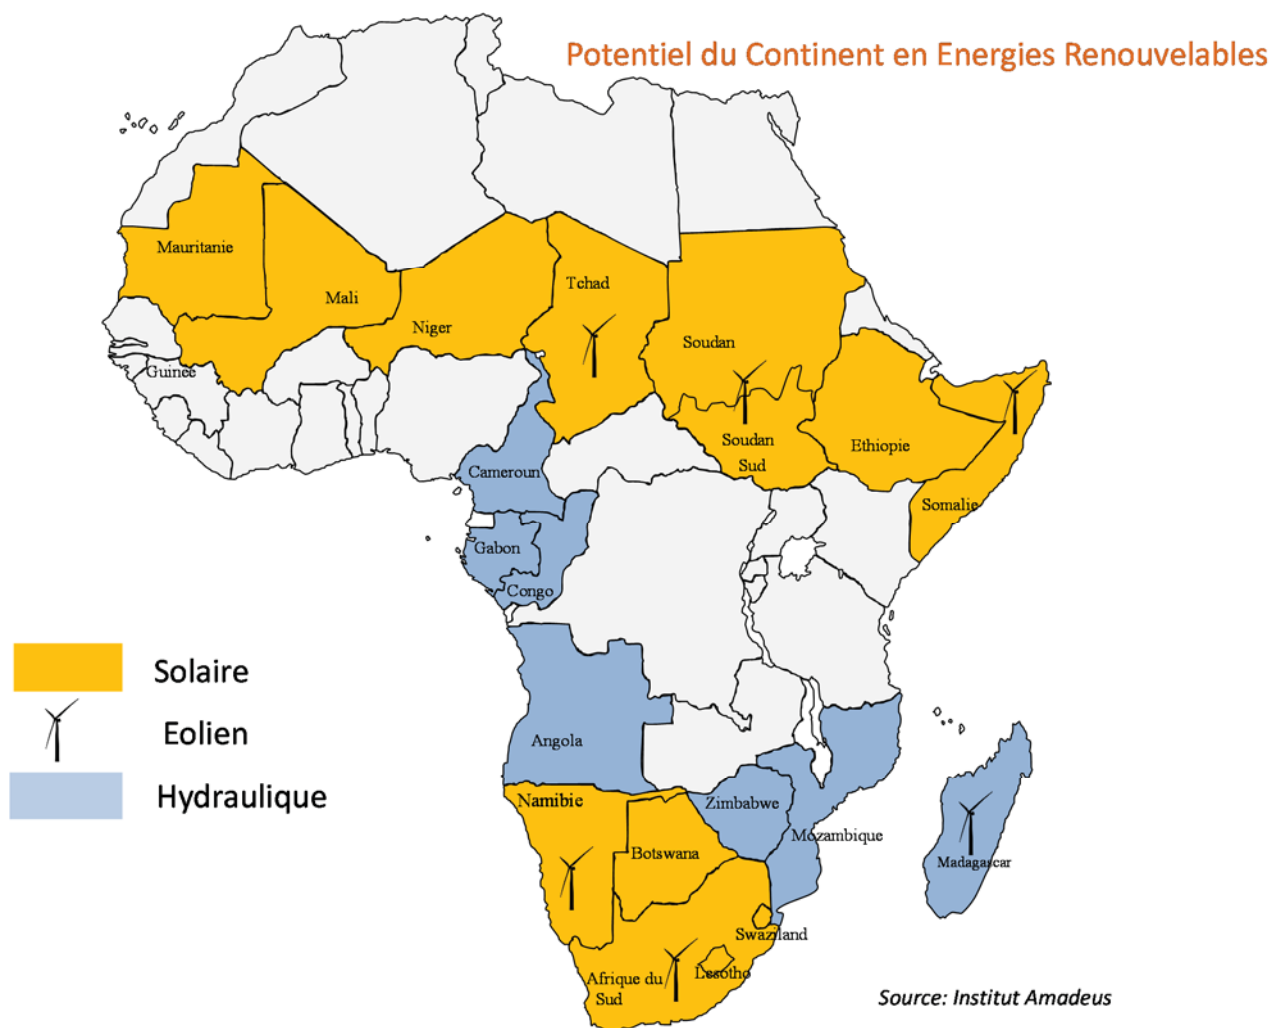 Potentiel du Continent en Energies Renouvelables
Mauritanie
Mali
Niger
Tchad
Soudan
Guinee
Soudan
Sud
Ethiopie
Somalie
Cameroun
Gabon
Congo
Solaire
Eolien
Hydraulique
Angola
Namibie
Zimbabwe
Mozambique
Botswana
Madagascar
Swaziland
Afrique du
Sud
Lesotho
Source: Institut Amadeus